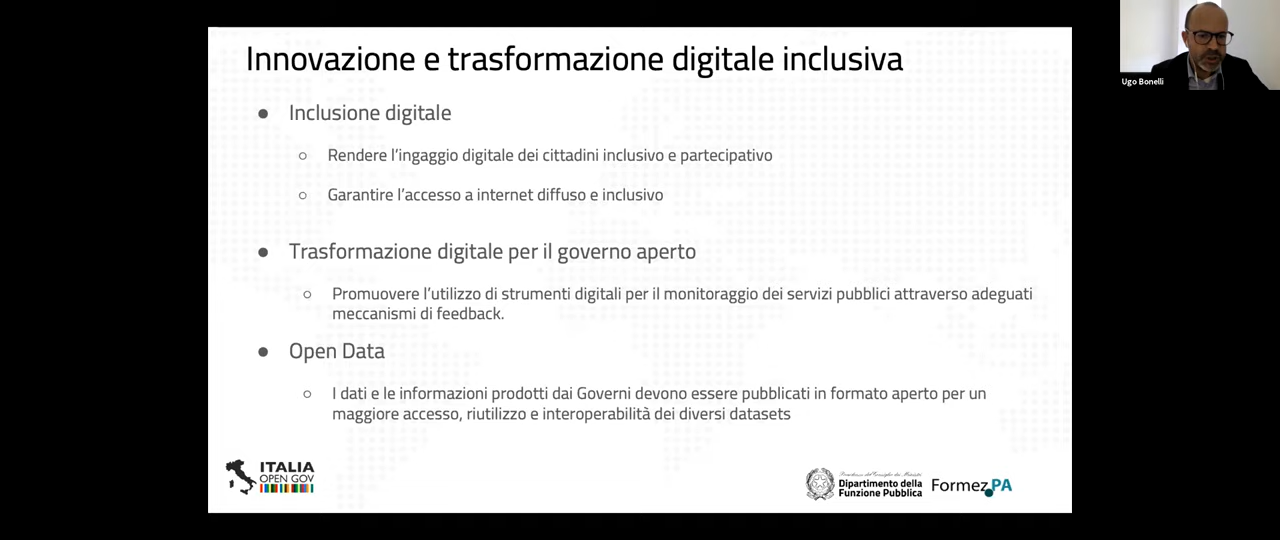 Innovazione e trasformazione digitale inclusiva
Inclusione digitale
Rendere l'ingaggio digitale dei cittadini inclusivo e partecipativo
Garantire l'accesso a internet diffuso e inclusivo
Trasformazione digitale per il governo aperto
Promuovere l'utilizzo di strumenti digitali per il monitoraggio dei servizi pubblici attraverso adeguati
meccanismi di feedback.
Open Data
I dati e le informazioni prodotti dai Governi devono essere pubblicati in formato aperto per un
maggiore accesso, riutilizzo e interoperabilità dei diversi datasets
ITALIA
OPEN GOV
Presidenza del Consiglio dei Ministri
Dipartimento della
Funzione Pubblica
Formez PA
Ugo Bonelli